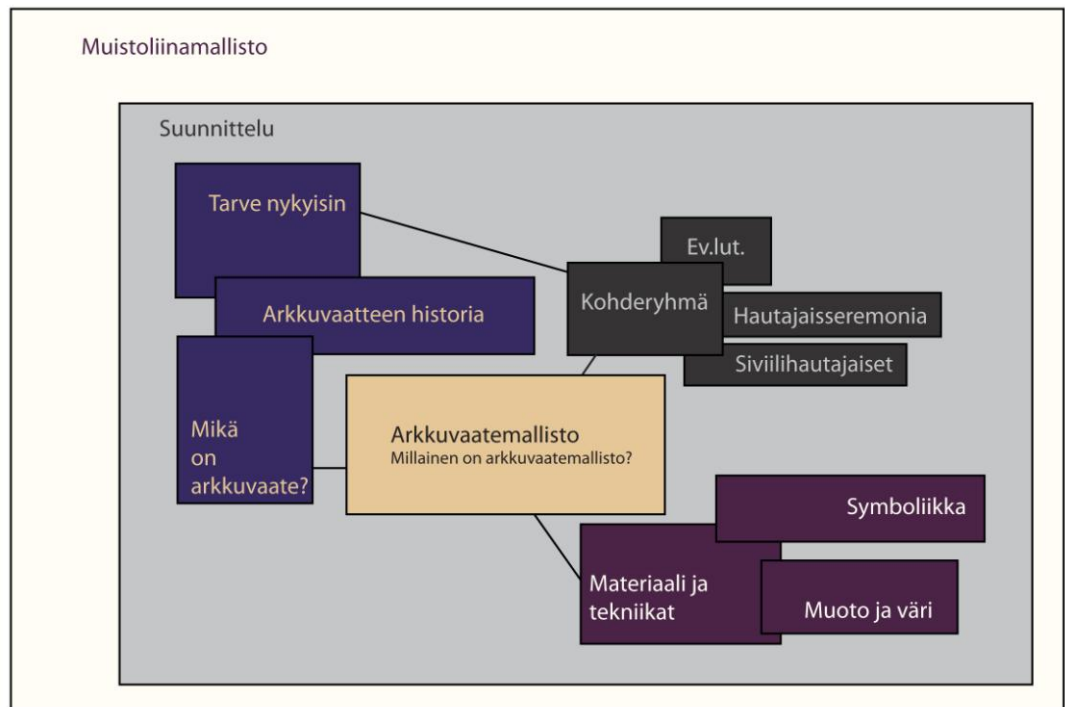 Muistoliinamallisto
Suunnittelu
Tarve nykyisin
Arkkuvaatteen historia
Mikä
on
arkkuvaate?
Arkkuvaatemallisto
Millainen on arkkuvaatemallisto?
Ev.lut.
Kohderyhmä
Hautajaisseremonia
Siviilihautajaiset
Symboliikka
Materiaali ja
tekniikat
Muoto ja väri